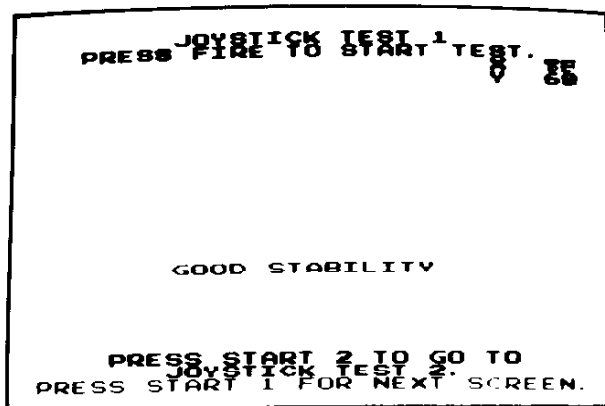 JOYSTICK TEST 1
PRESS FIRE TO START TEST.
GOOD STABILITY
PRESS START 2 TO GO TO
JOYSTICK TEST 2.
PRESS START 1 FOR NEXT SCREEN.